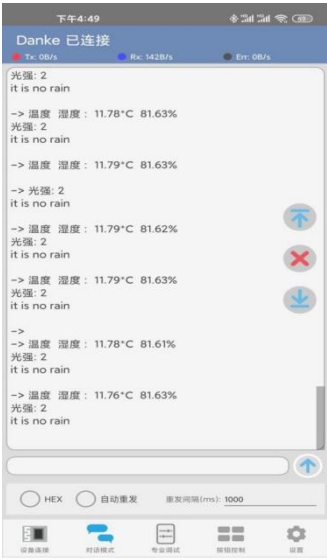 下午4:49
Danke 已连接
Tx: 0B/s Rx: 142B/s Err: 0B/s
光强: 2
it is no rain
-> 温度 湿度: 11.78°C 81.63%
光强: 2
it is no rain
-> 温度 湿度: 11.79°C 81.63%
-> 光强: 2
it is no rain
-> 温度 湿度: 11.79°C 81.62%
光强: 2
it is no rain
-> 温度 湿度: 11.79°C 81.63%
光强: 2
it is no rain
->
-> 温度 湿度: 11.78°C 81.61%
光强: 2
it is no rain
-> 温度 湿度: 11.76°C 81.63%
光强: 2
it is no rain
HEX 自动重发 重发间隔(ms): 1000
设备连接 对话模式 专业调试 按钮控制 设置